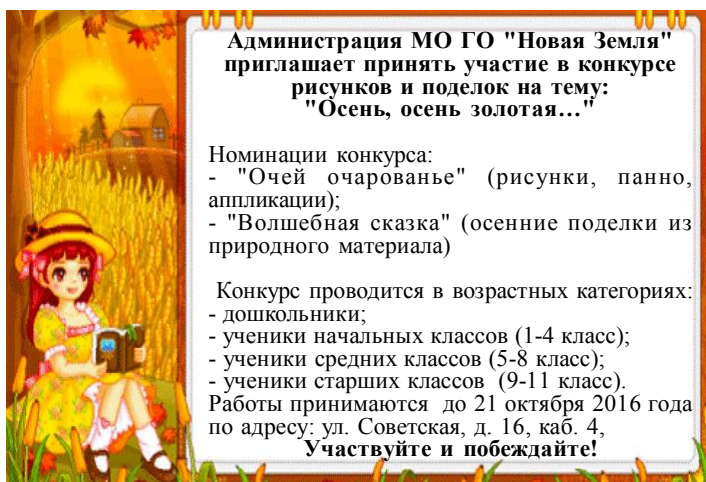 Администрация МО ГО "Новая Земля"
приглашает принять участие в конкурсе
рисунков и поделок на тему:
"Осень, осень золотая…"
Номинации конкурса:
- "Очей очарованье" (рисунки, панно,
аппликации);
- "Волшебная сказка" (осенние поделки из
природного материала)
Конкурс проводится в возрастных категориях:
- дошкольники;
- ученики начальных классов (1-4 класс);
- ученики средних классов (5-8 класс);
- ученики старших классов (9-11 класс).
Работы принимаются до 21 октября 2016 года
по адресу: ул. Советская, д. 16, каб. 4,
Участвуйте и побеждайте!